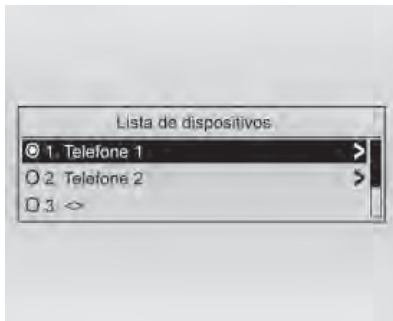 Lista de dispositivos
1. Telefone 1 >
2. Telefone 2 >
3. <>